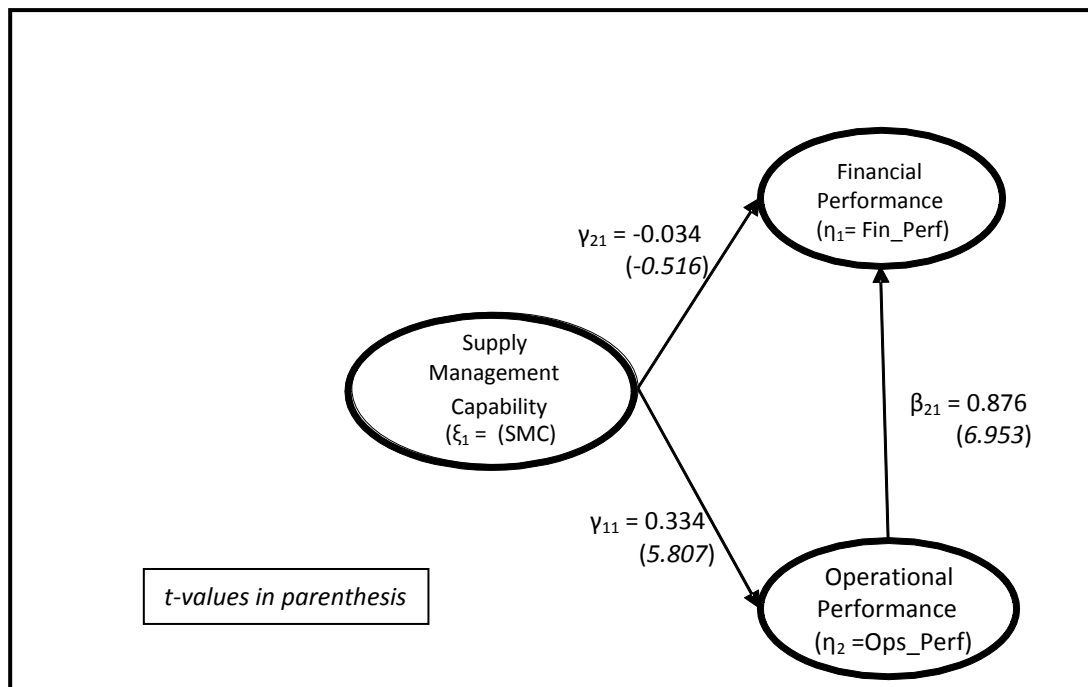 Financial
Performance
(η₁= Fin_Perf)
γ₂₁ = -0.034
(-0.516)
Supply
Management
Capability
(ξ₁ = (SMC)
β₂₁ = 0.876
(6.953)
γ₁₁ = 0.334
(5.807)
Operational
Performance
(η₂ =Ops_Perf)
t-values in parenthesis